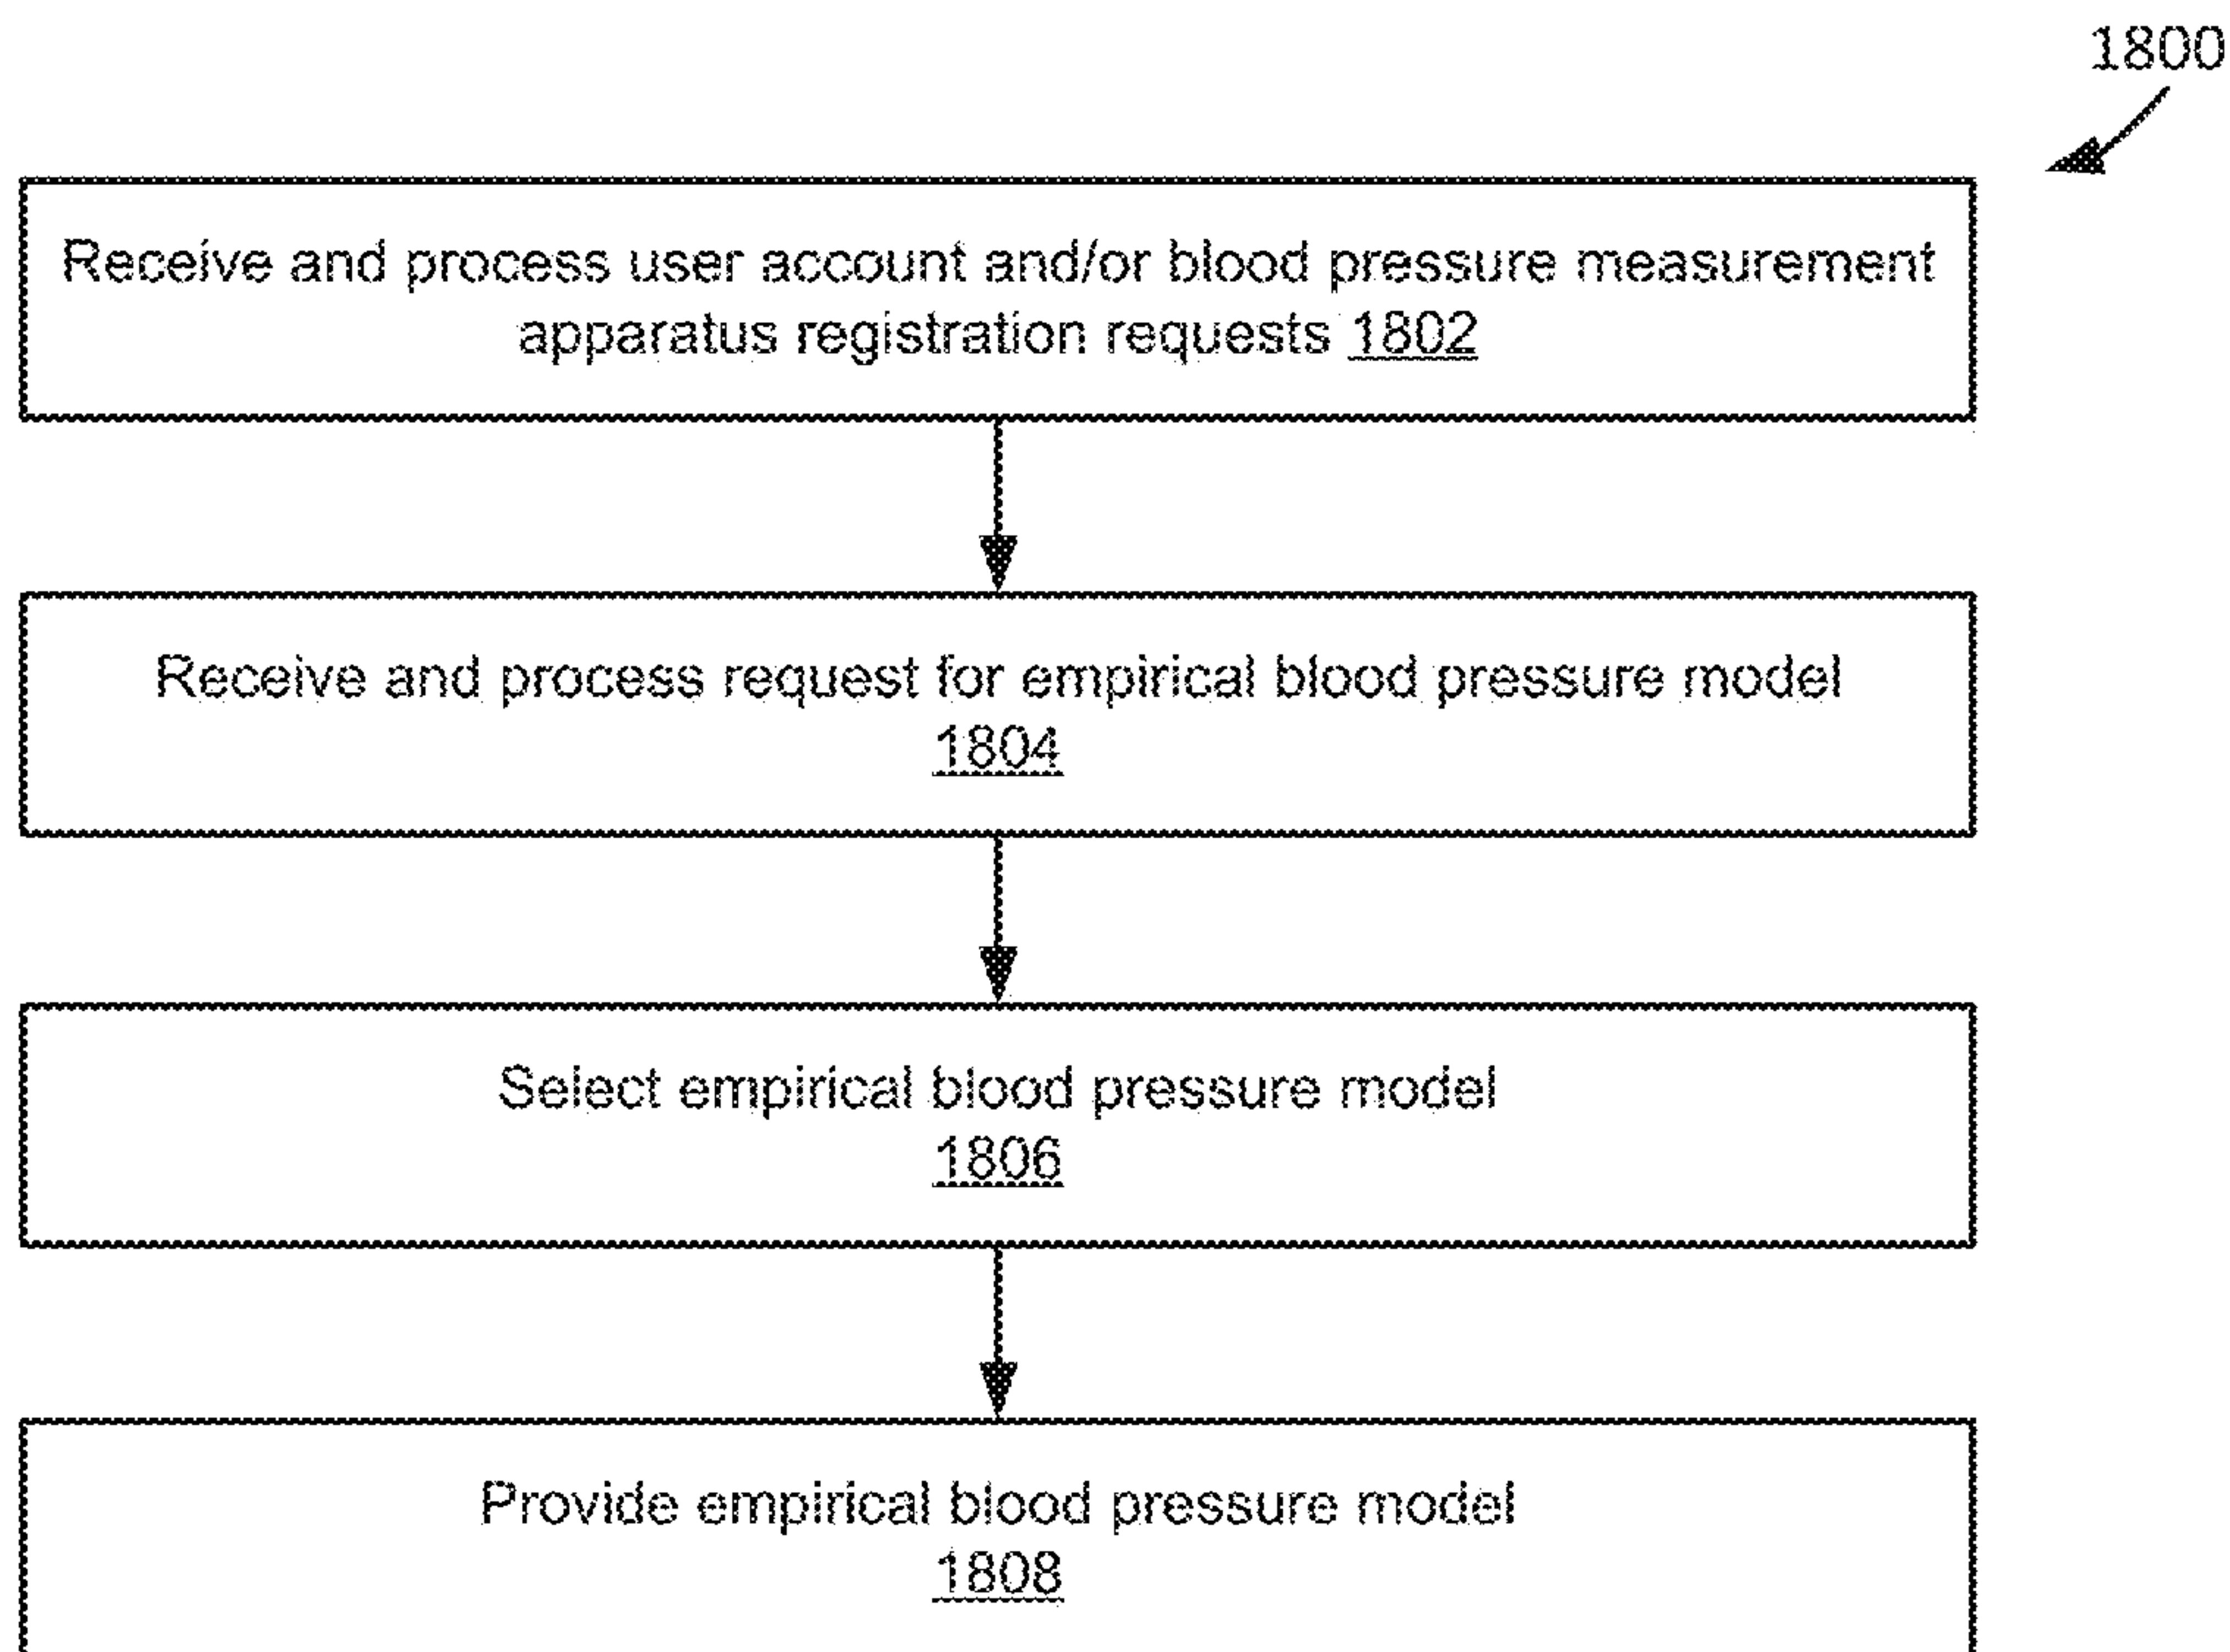 1800
Receive and process user account and/or blood pressure measurement
apparatus registration requests 1802
Receive and process request for empirical blood pressure model
1804
Select empirical blood pressure model
1806
Provide empirical blood pressure model
1808